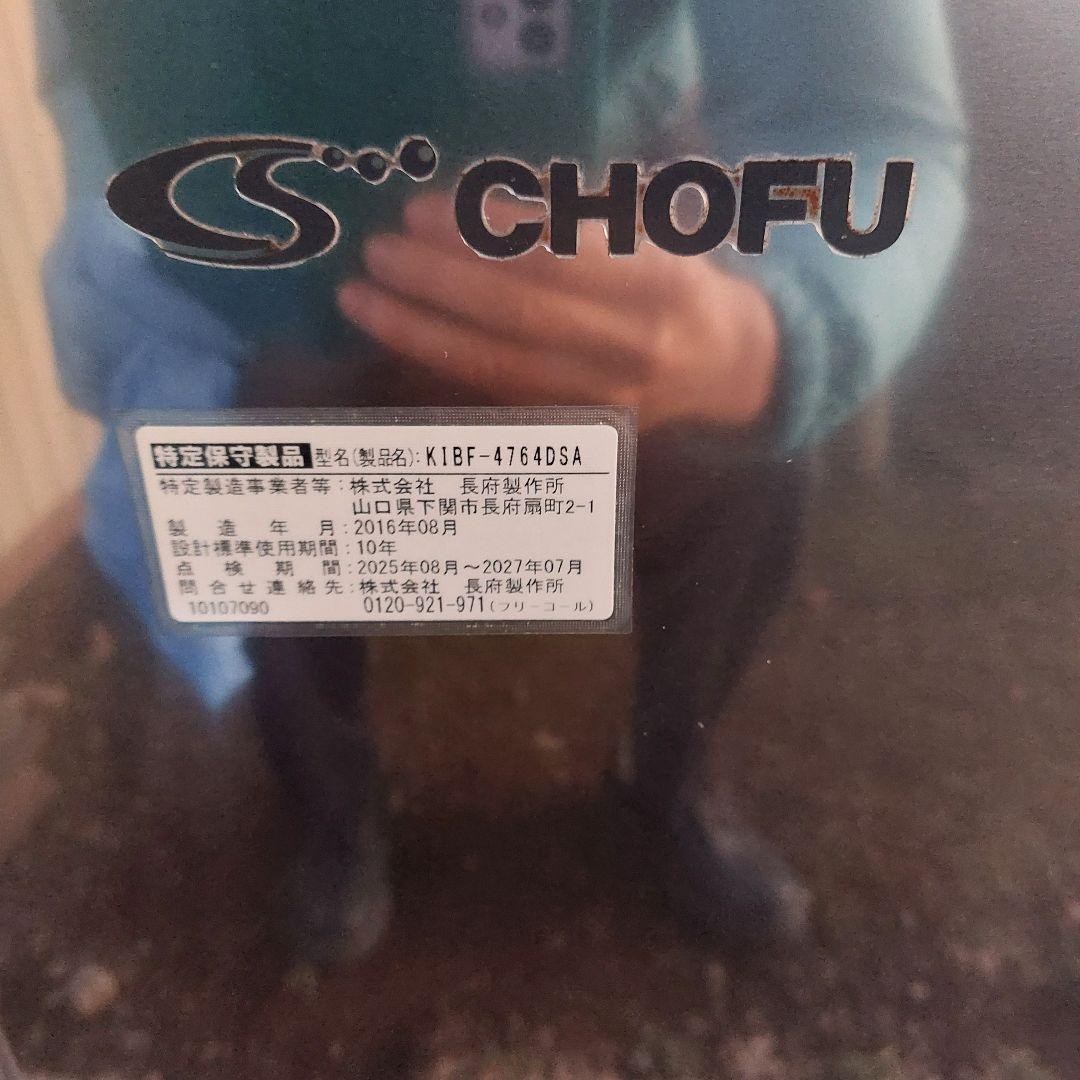 CS CHOFU
特定保守製品 型名(製品名):KIBF-4764DSA
特定製造事業者等:株式会社 長府製作所
山口県下関市長府扇町2-1
製造年月:2016年08月
設計標準使用期間:10年
点検期間:2025年08月~2027年07月
問合せ連絡先:株式会社 長府製作所
10107090 0120-921-971(フリーコール)